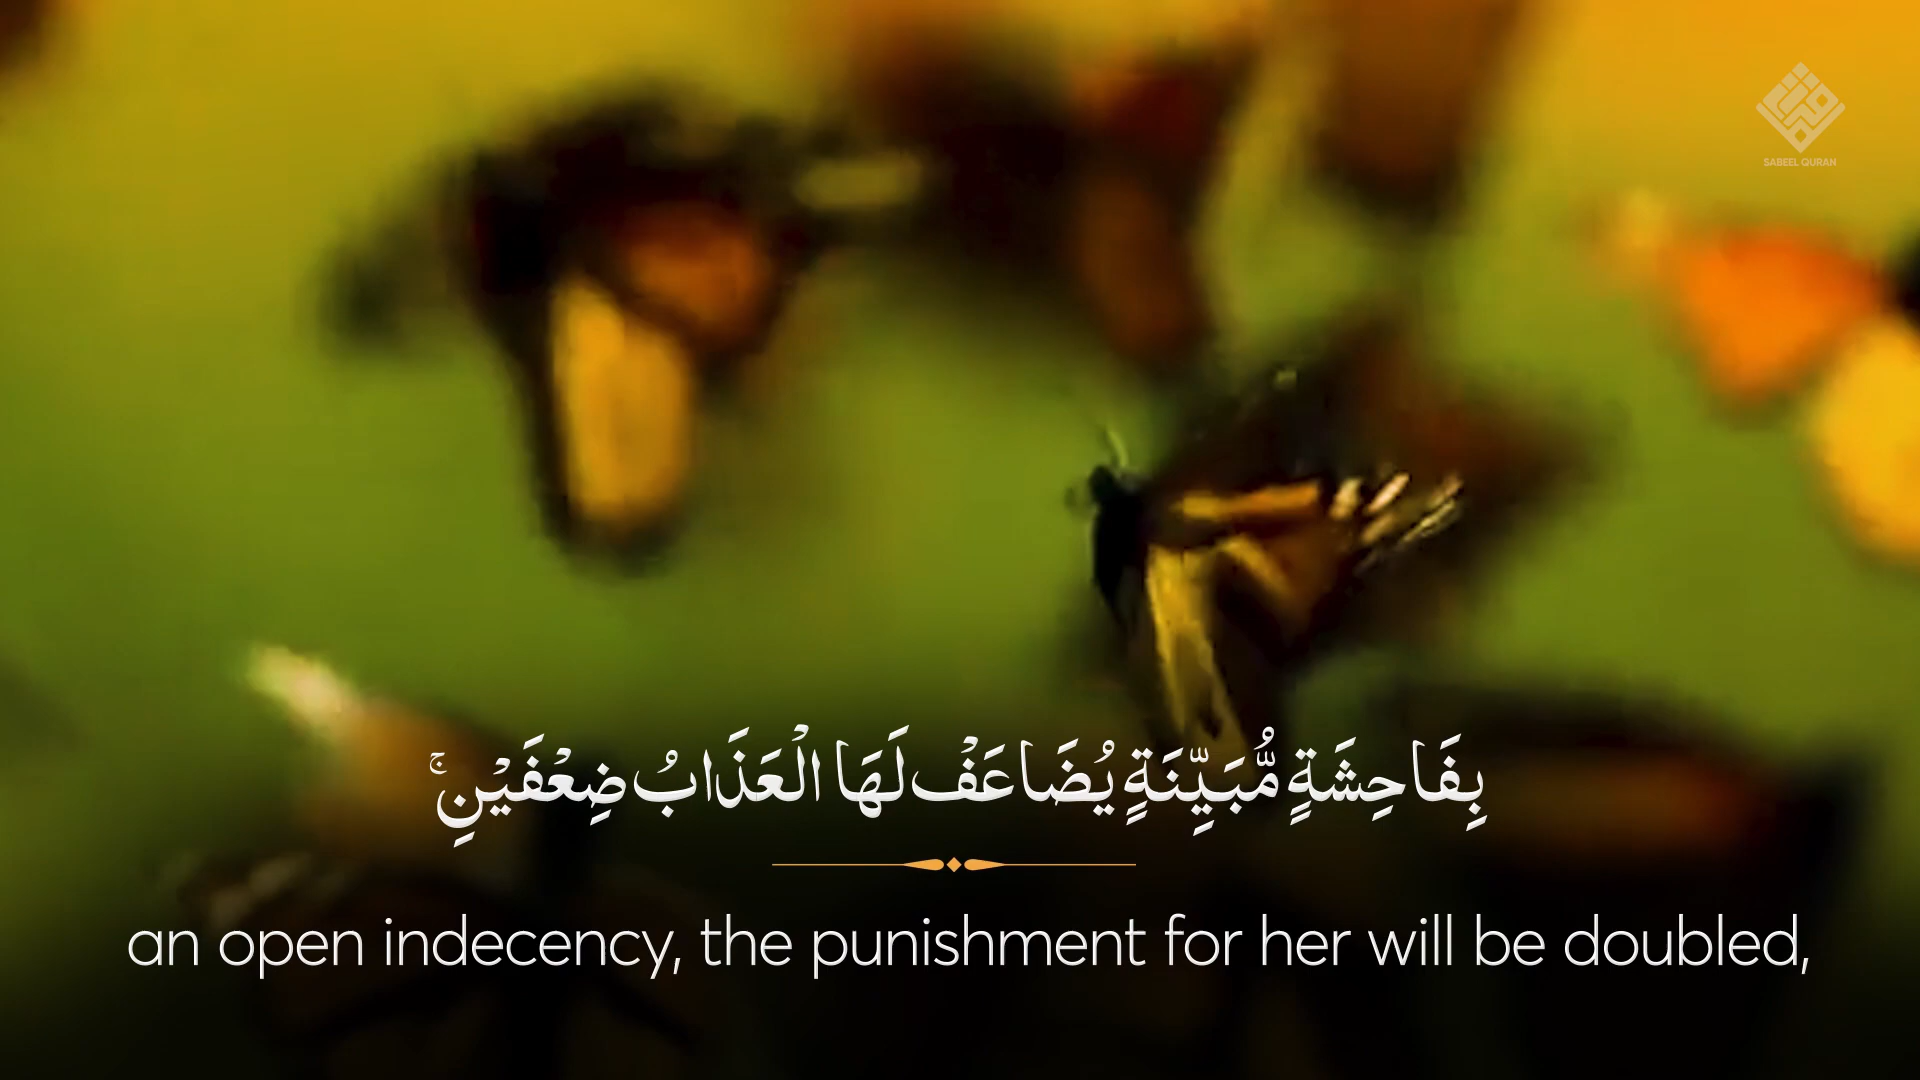 SABEEL QURAN
بِفَاحِشَةٍ مُّبَيِّنَةٍ يُضَاعَفْ لَهَا الْعَذَابُ ضِعْفَيْنِ ۚ
an open indecency, the punishment for her will be doubled,